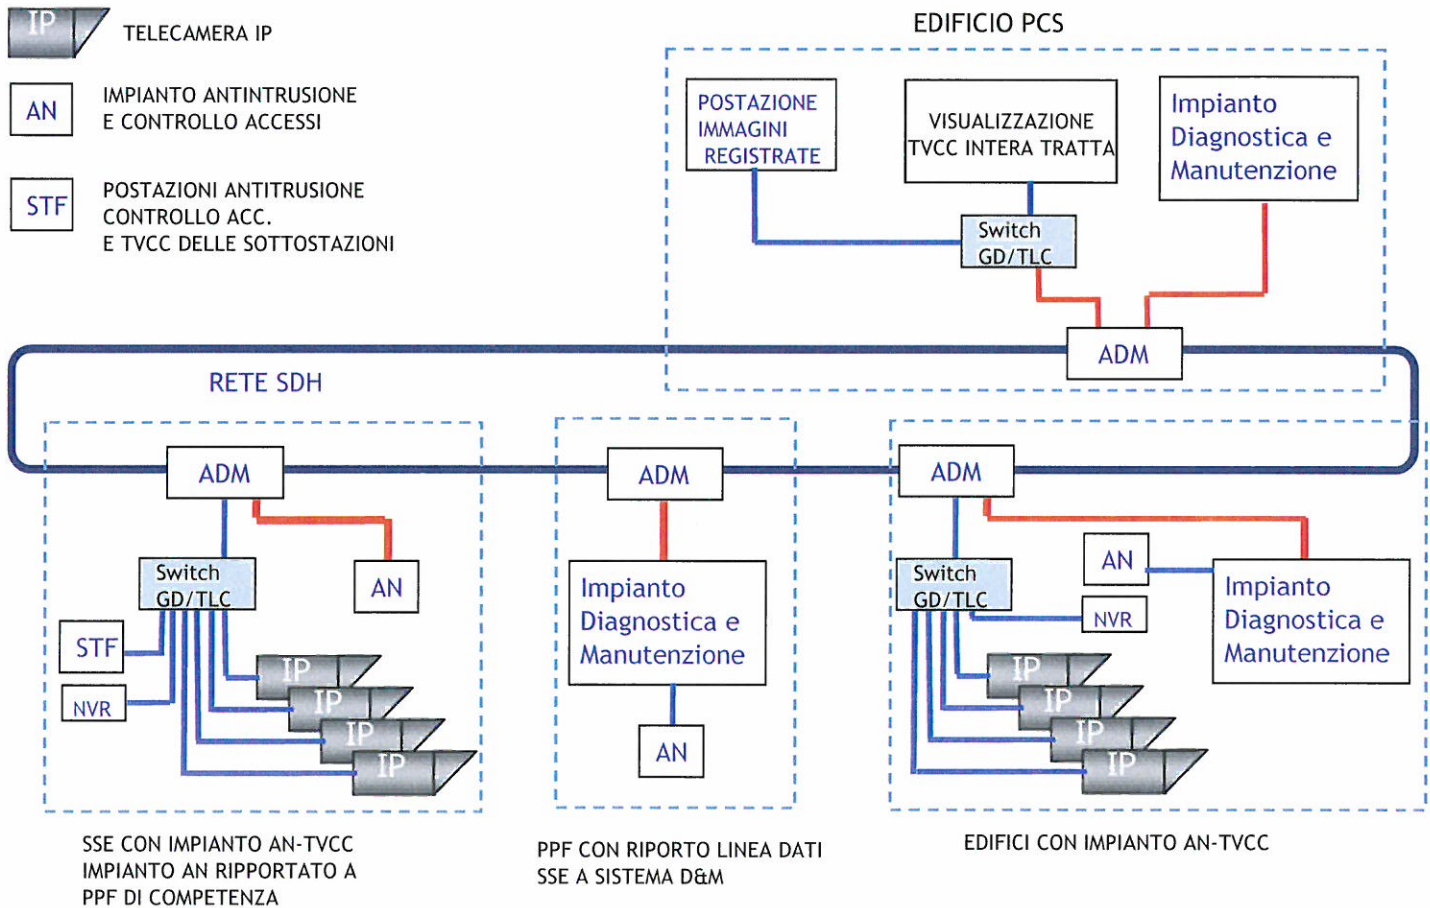 IP
TELECAMERA IP
AN
IMPIANTO ANTINTRUSIONE
E CONTROLLO ACCESSI
STF
POSTAZIONI ANTITRUSIONE
CONTROLLO ACC.
E TVCC DELLE SOTTOSTAZIONI
EDIFICIO PCS
POSTAZIONE
IMMAGINI
REGISTRATE
VISUALIZZAZIONE
TVCC INTERA TRATTA
Impianto
Diagnostica e
Manutenzione
Switch
GD/TLC
ADM
RETE SDH
ADM
Switch
GD/TLC
AN
STF
NVR
IP
IP
IP
IP
SSE CON IMPIANTO AN-TVCC
IMPIANTO AN RIPPORTATO A
PPF DI COMPETENZA
ADM
Impianto
Diagnostica e
Manutenzione
AN
PPF CON RIPORTO LINEA DATI
SSE A SISTEMA D&M
ADM
Switch
GD/TLC
AN
NVR
Impianto
Diagnostica e
Manutenzione
IP
IP
IP
IP
EDIFICI CON IMPIANTO AN-TVCC